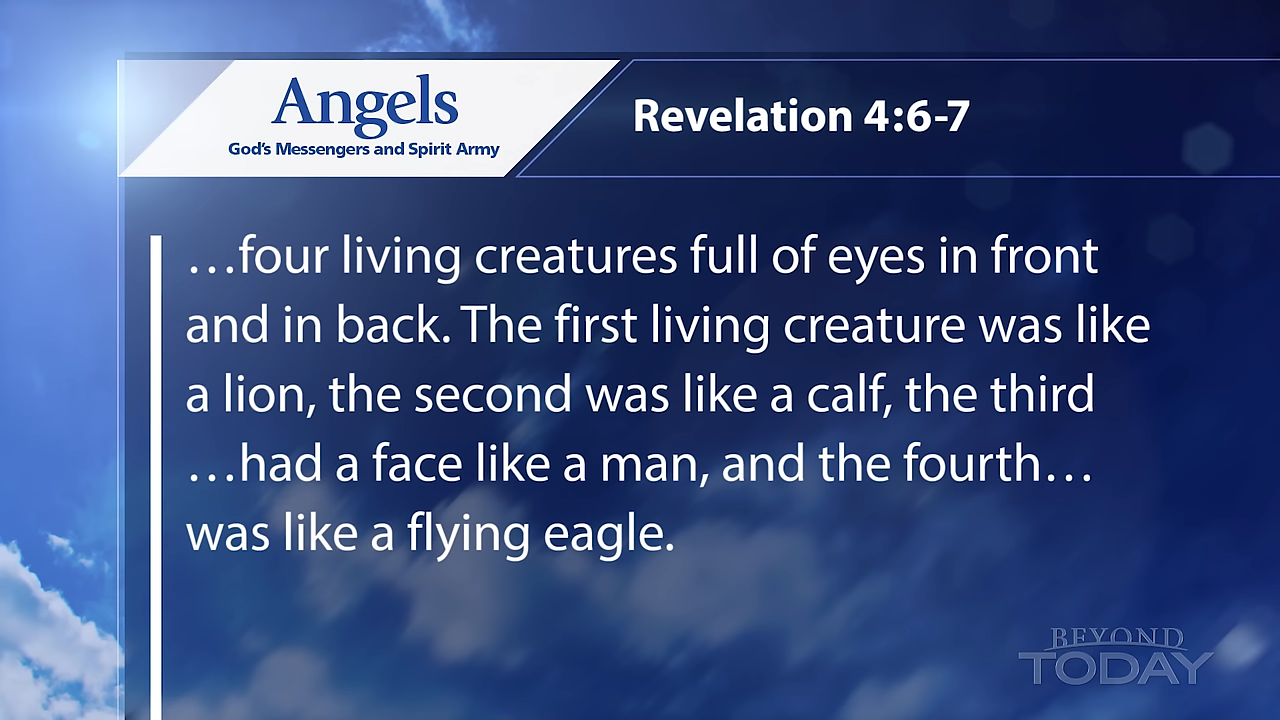 Angels
God's Messengers and Spirit Army
Revelation 4:6-7
…four living creatures full of eyes in front
and in back. The first living creature was like
a lion, the second was like a calf, the third
…had a face like a man, and the fourth…
was like a flying eagle.
BEYOND
TODAY